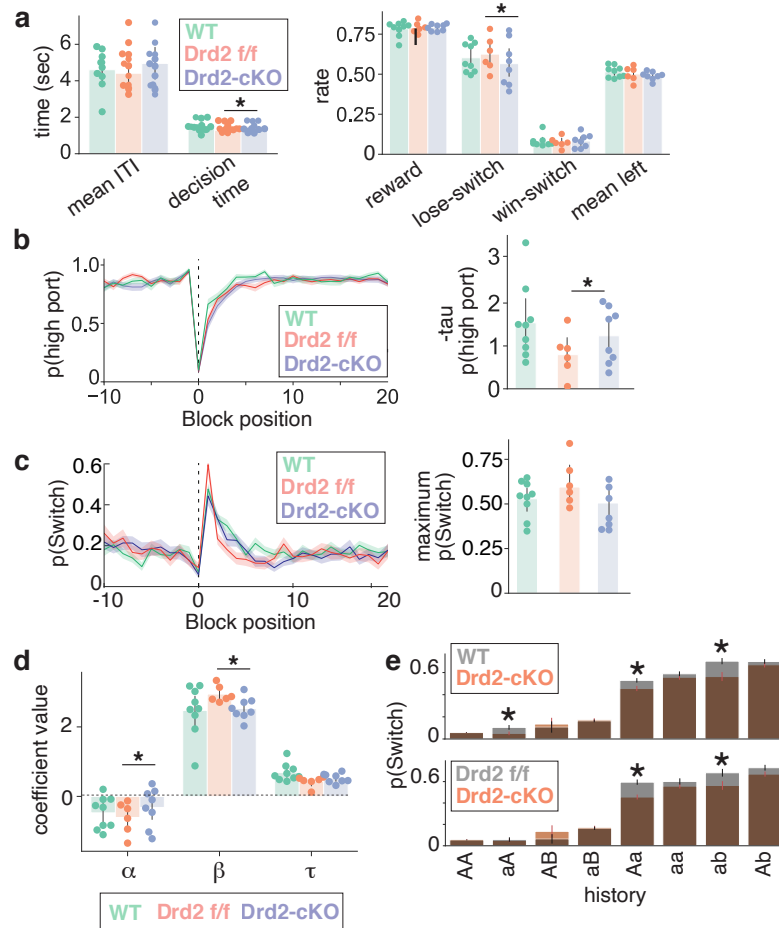 a
time (sec)
6
4
2
0
WT
Drd2 f/f
Drd2-cKO
*
mean ITI
decision
time
rate
0.75
0.50
0.25
0
*
reward
lose-switch
win-switch
mean left
b
p(high port)
1.0
0.5
0
WT
Drd2 f/f
Drd2-cKO
−10
0
10
20
Block position
-tau
p(high port)
3
2
1
0
*
c
p(Switch)
0.6
0.4
0.2
0
WT
Drd2 f/f
Drd2-cKO
-10
0
10
20
Block position
maximum
p(Switch)
0.75
0.50
0.25
0
d
coefficient value
2
0
*
*
α
β
τ
WT Drd2 f/f Drd2-cKO
e
p(Switch)
0.6
0
WT
Drd2-cKO
*
*
*
0.6
0
Drd2 f/f
Drd2-cKO
*
*
AA
aA
AB
aB
Aa
aa
ab
Ab
history